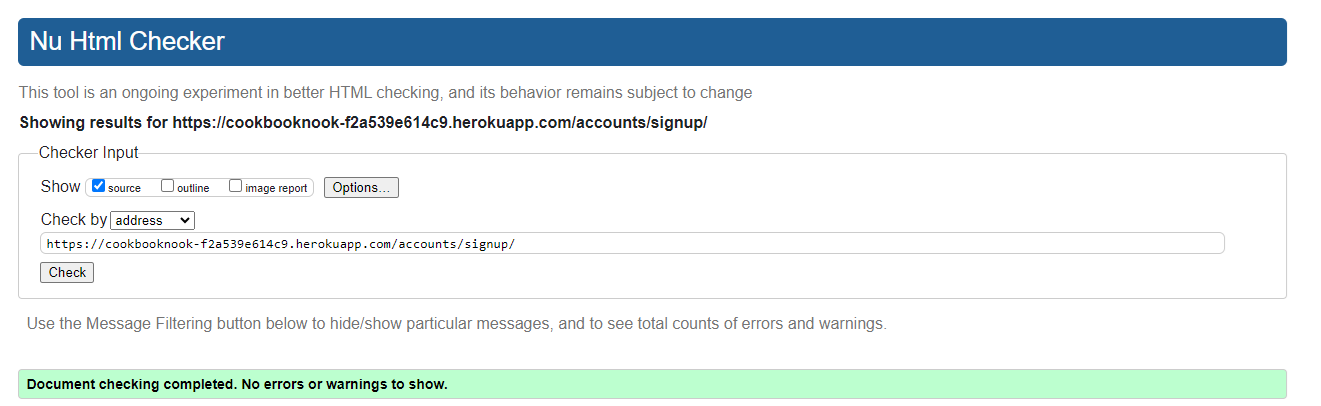 Nu Html Checker
This tool is an ongoing experiment in better HTML checking, and its behavior remains subject to change
Showing results for https://cookbooknook-f2a539e614c9.herokuapp.com/accounts/signup/
Checker Input
Show source outline image report Options...
Check by address
https://cookbooknook-f2a539e614c9.herokuapp.com/accounts/signup/
Check
Use the Message Filtering button below to hide/show particular messages, and to see total counts of errors and warnings.
Document checking completed. No errors or warnings to show.